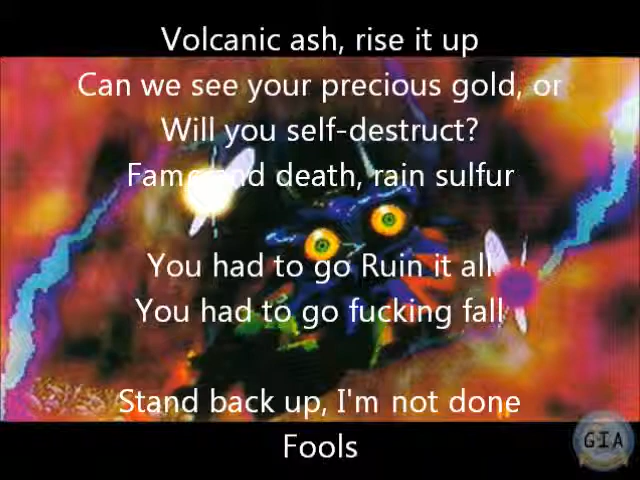 Volcanic ash, rise it up
Can we see your precious gold, or
Will you self-destruct?
Fame and death, rain sulfur
You had to go Ruin it all
You had to go fucking fall
Stand back up, I'm not done
Fools
GIA